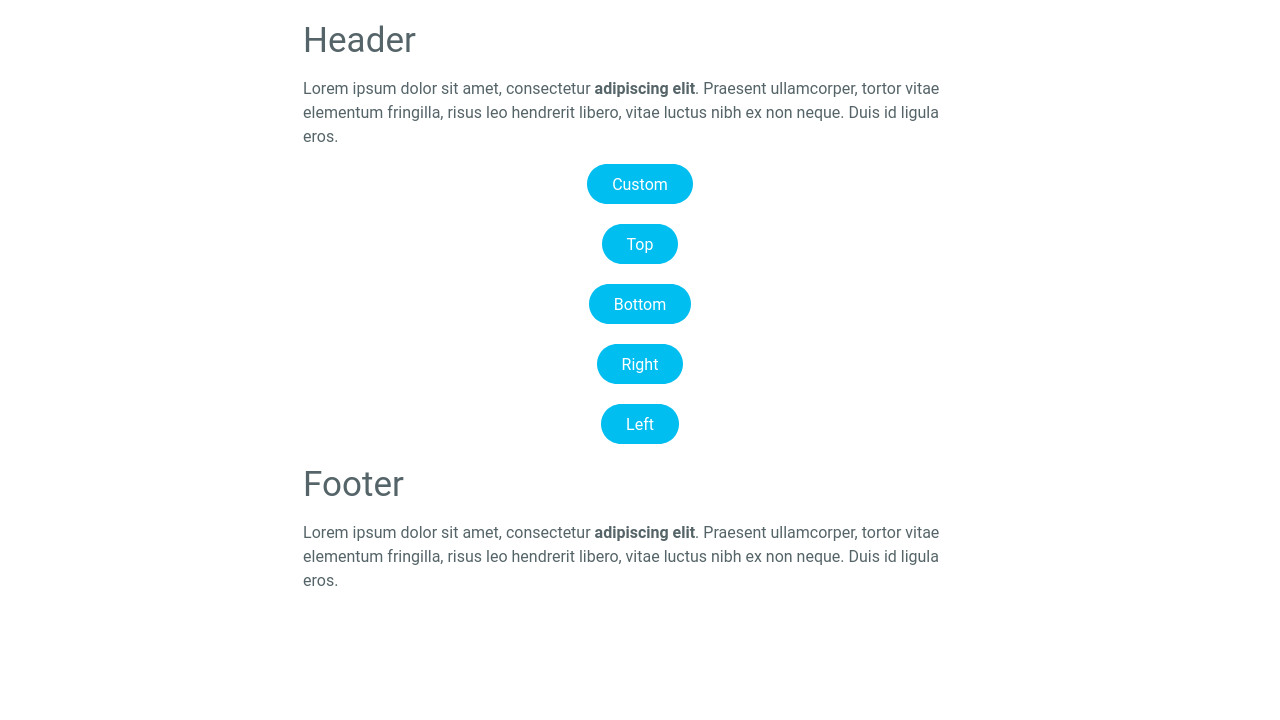 Header
Lorem ipsum dolor sit amet, consectetur adipiscing elit. Praesent ullamcorper, tortor vitae
elementum fringilla, risus leo hendrerit libero, vitae luctus nibh ex non neque. Duis id ligula
eros.
Custom
Top
Bottom
Right
Left
Footer
Lorem ipsum dolor sit amet, consectetur adipiscing elit. Praesent ullamcorper, tortor vitae
elementum fringilla, risus leo hendrerit libero, vitae luctus nibh ex non neque. Duis id ligula
eros.